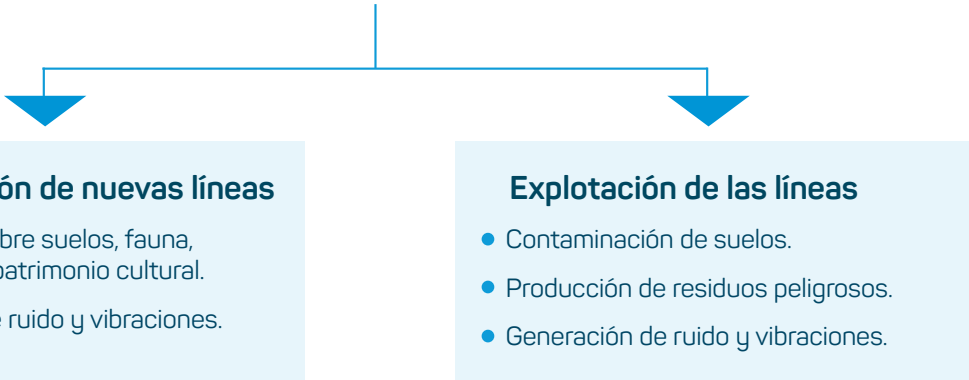 ón de nuevas líneas
bre suelos, fauna,
patrimonio cultural.
e ruido y vibraciones.
Explotación de las líneas
Contaminación de suelos.
Producción de residuos peligrosos.
Generación de ruido y vibraciones.